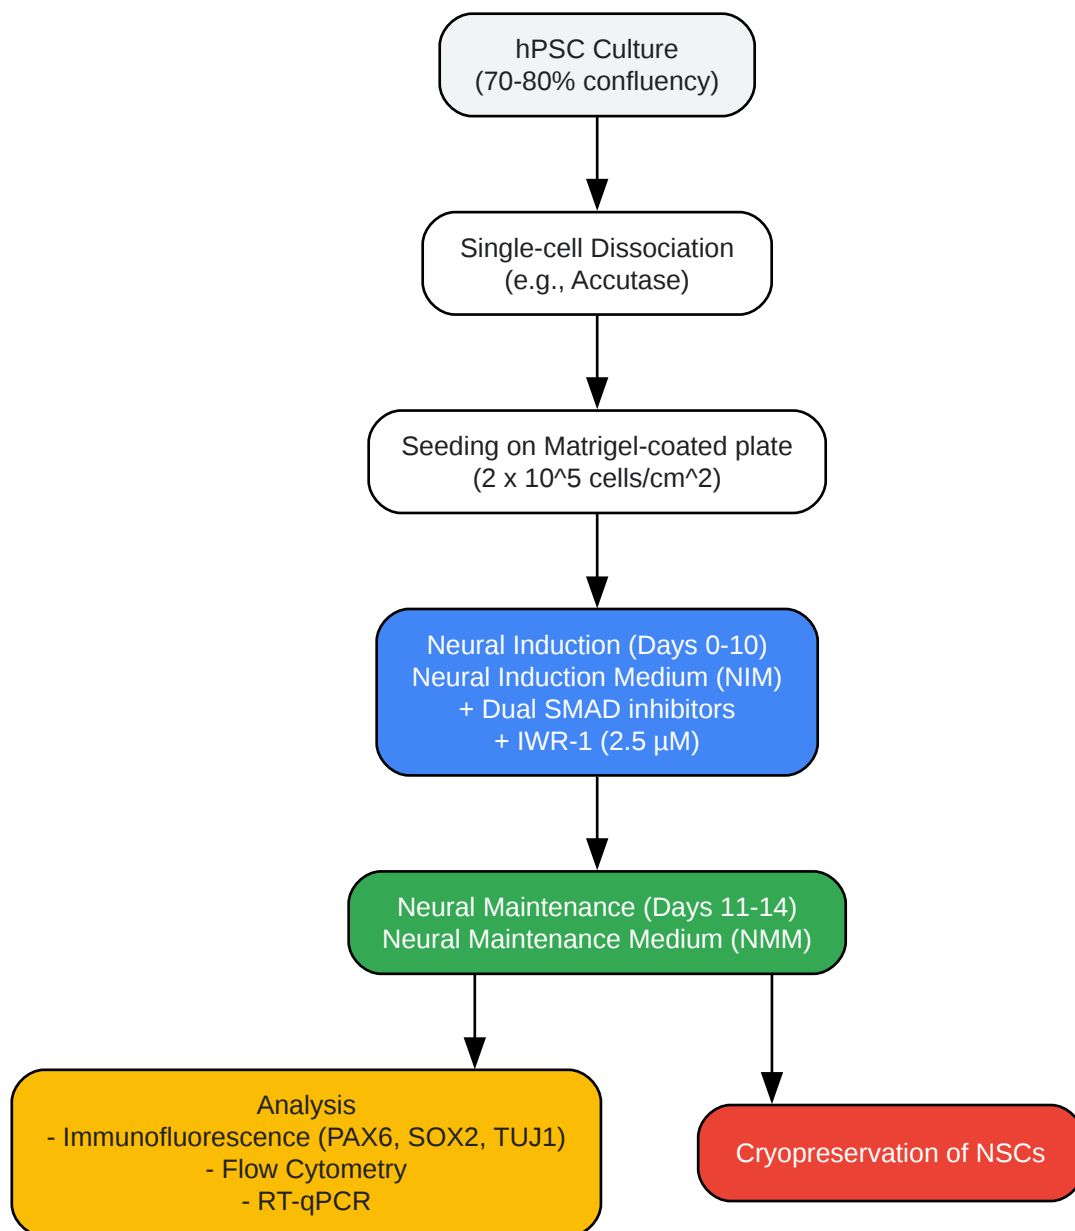 hPSC Culture
(70-80% confluency)
Single-cell Dissociation
(e.g., Accutase)
Seeding on Matrigel-coated plate
(2 x 10^5 cells/cm^2)
Neural Induction (Days 0-10)
Neural Induction Medium (NIM)
+ Dual SMAD inhibitors
+ IWR-1 (2.5 µM)
Neural Maintenance (Days 11-14)
Neural Maintenance Medium (NMM)
Analysis
- Immunofluorescence (PAX6, SOX2, TUJ1)
- Flow Cytometry
- RT-qPCR
Cryopreservation of NSCs